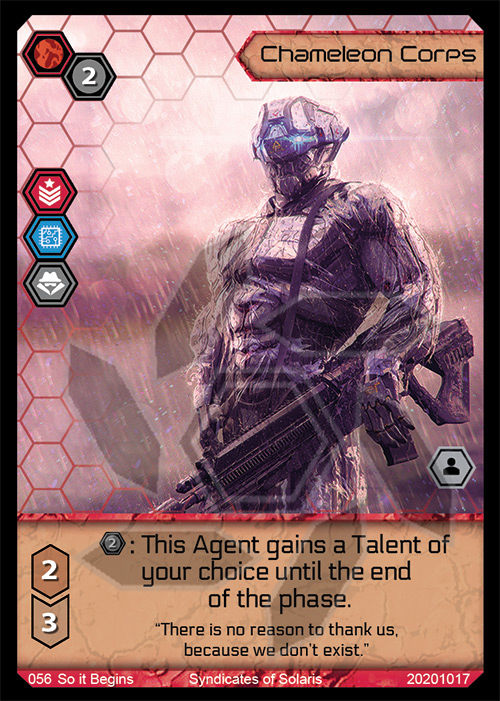 Chameleon Corps
2
2: This Agent gains a Talent of
your choice until the end
of the phase.
2
3
“There is no reason to thank us,
because we don't exist.”
056 So it Begins Syndicates of Solaris 20201017